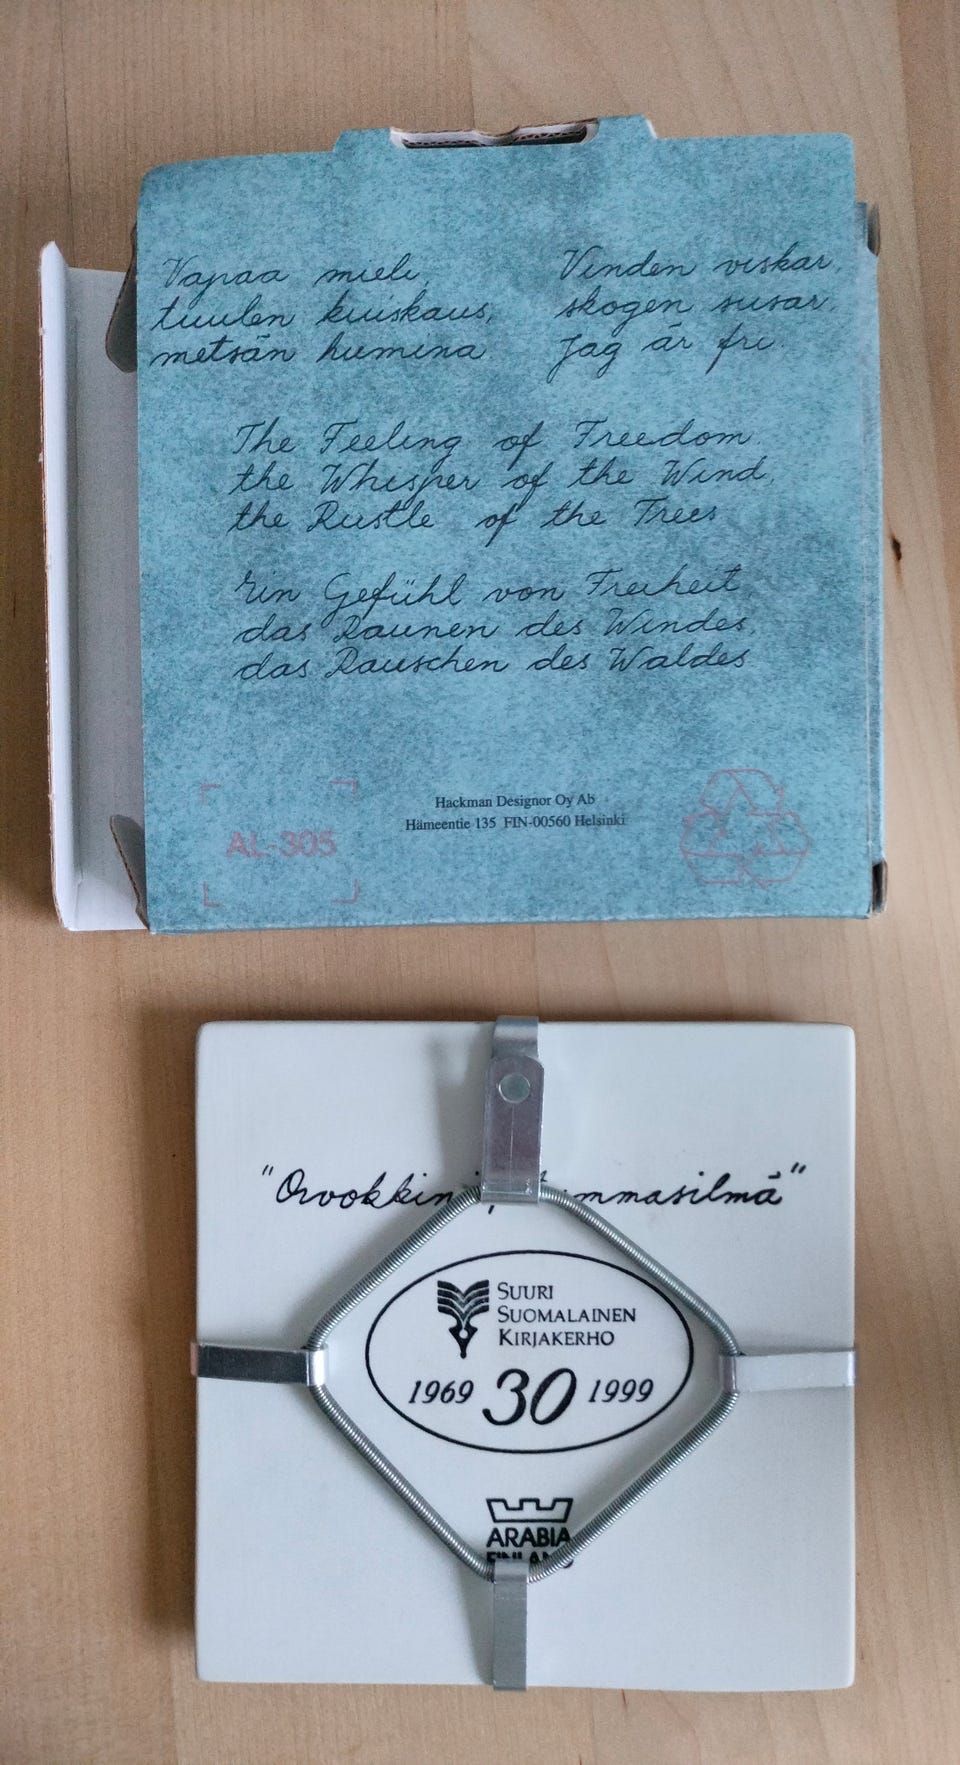 Vapaa mieli,
tuulen kuiskaus,
metsän humina
Vinden viskar,
skogen susar,
Jag är fri.
The Feeling of Freedom,
the Whisper of the Wind,
the Rustle of the Trees
Ein Gefühl von Freiheit
das Raunen des Windes,
das Rauschen des Waldes
AL-305
Hackman Designor Oy Ab
Hämeentie 135 FIN-00560 Helsinki
"Orvokkin
SUURI
SUOMALAINEN
KIRJAKERHO
1969 30 1999
ARABIA
FINLAND